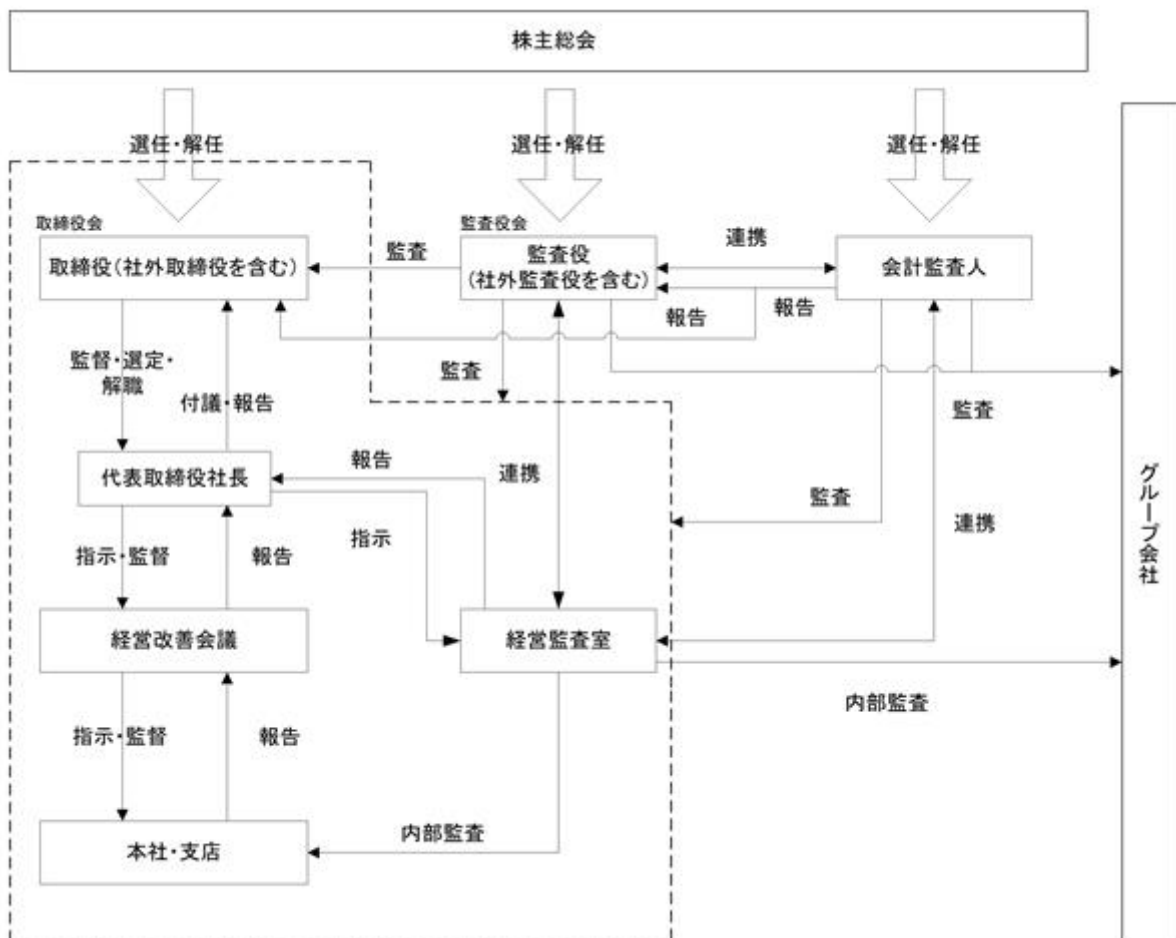 株主総会
選任・解任
選任・解任
選任・解任
取締役会
取締役(社外取締役を含む)
監査
監査役会
監査役
(社外監査役を含む)
連携
会計監査人
報告
報告
監督・選定・
解職
付議・報告
監査
監査
代表取締役社長
報告
連携
指示
監査
連携
グループ会社
指示・監督
報告
経営改善会議
経営監査室
内部監査
指示・監督
報告
内部監査
本社・支店